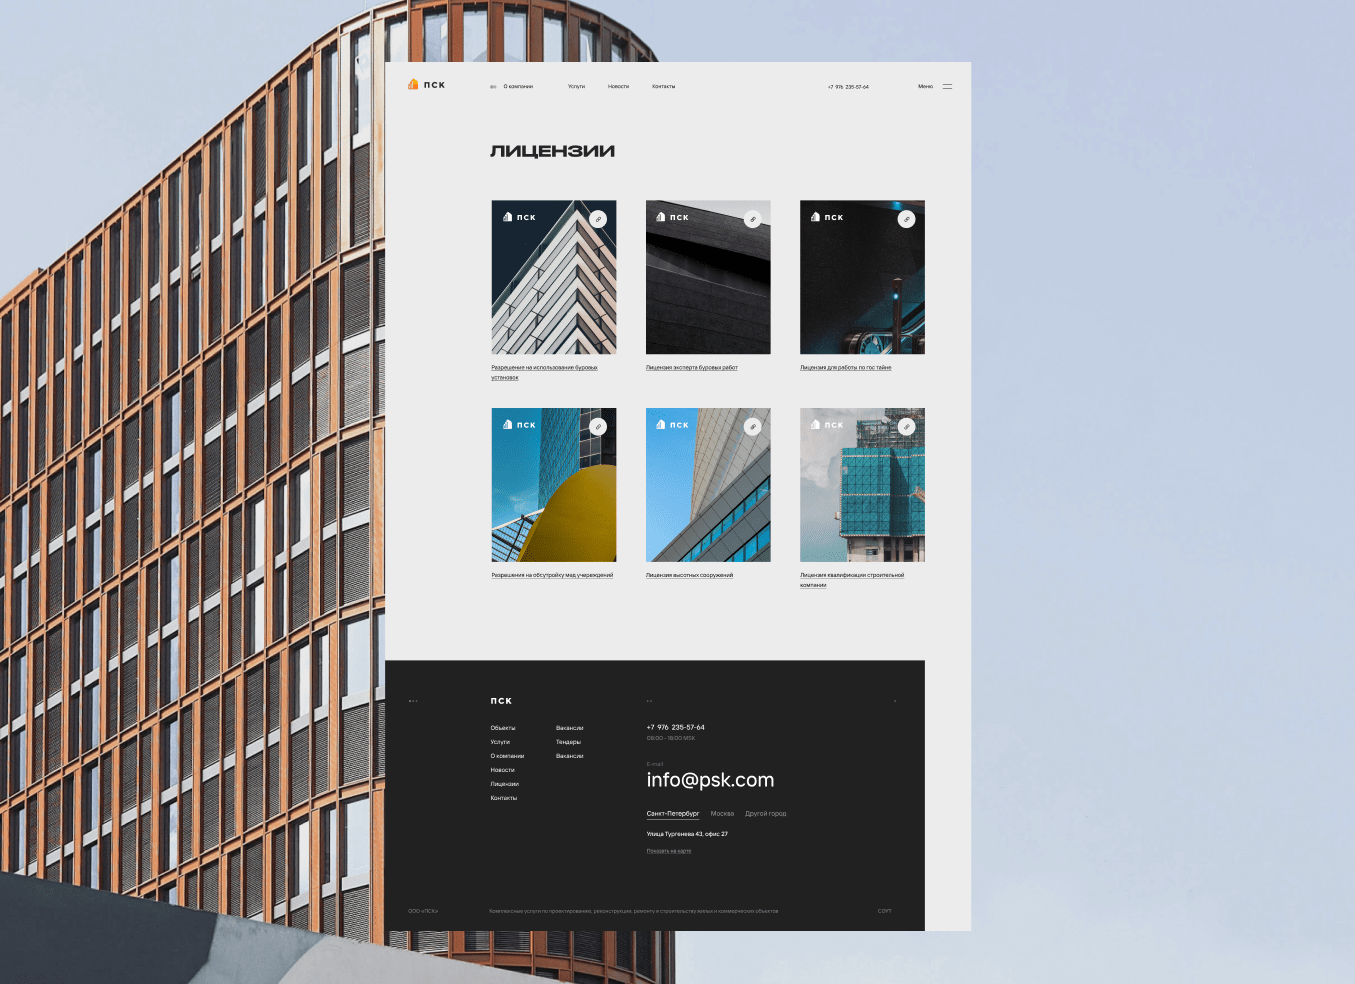 ПСК
О компании
Услуги
Новости
Контакты
+7 976 235-57-64
Меню
ЛИЦЕНЗИИ
ПСК
ПСК
ПСК
Разрешение на использование буровых
установок
Лицензия эксперта буровых работ
Лицензия для работы по гос тайне
ПСК
ПСК
ПСК
Разрашения на обсутройку мед учереждений
Лицензия высотных сооружений
Лицензия квалификации строительной
компании
ПСК
Объекты
Услуги
О компании
Новости
Лицензии
Контакты
Вакансии
Тендеры
Вакансии
+7 976 235-57-64
09:00 - 18:00 MSK
E-mail
info@psk.com
Санкт-Петербург
Москва
Другой город
Улица Тургенева 43, офис 27
Показать на карте
ООО «ПСК»
Комплексные услуги по проектированию, реконструкции, ремонту и строительству жилых и коммерческих объектов
СОУТ